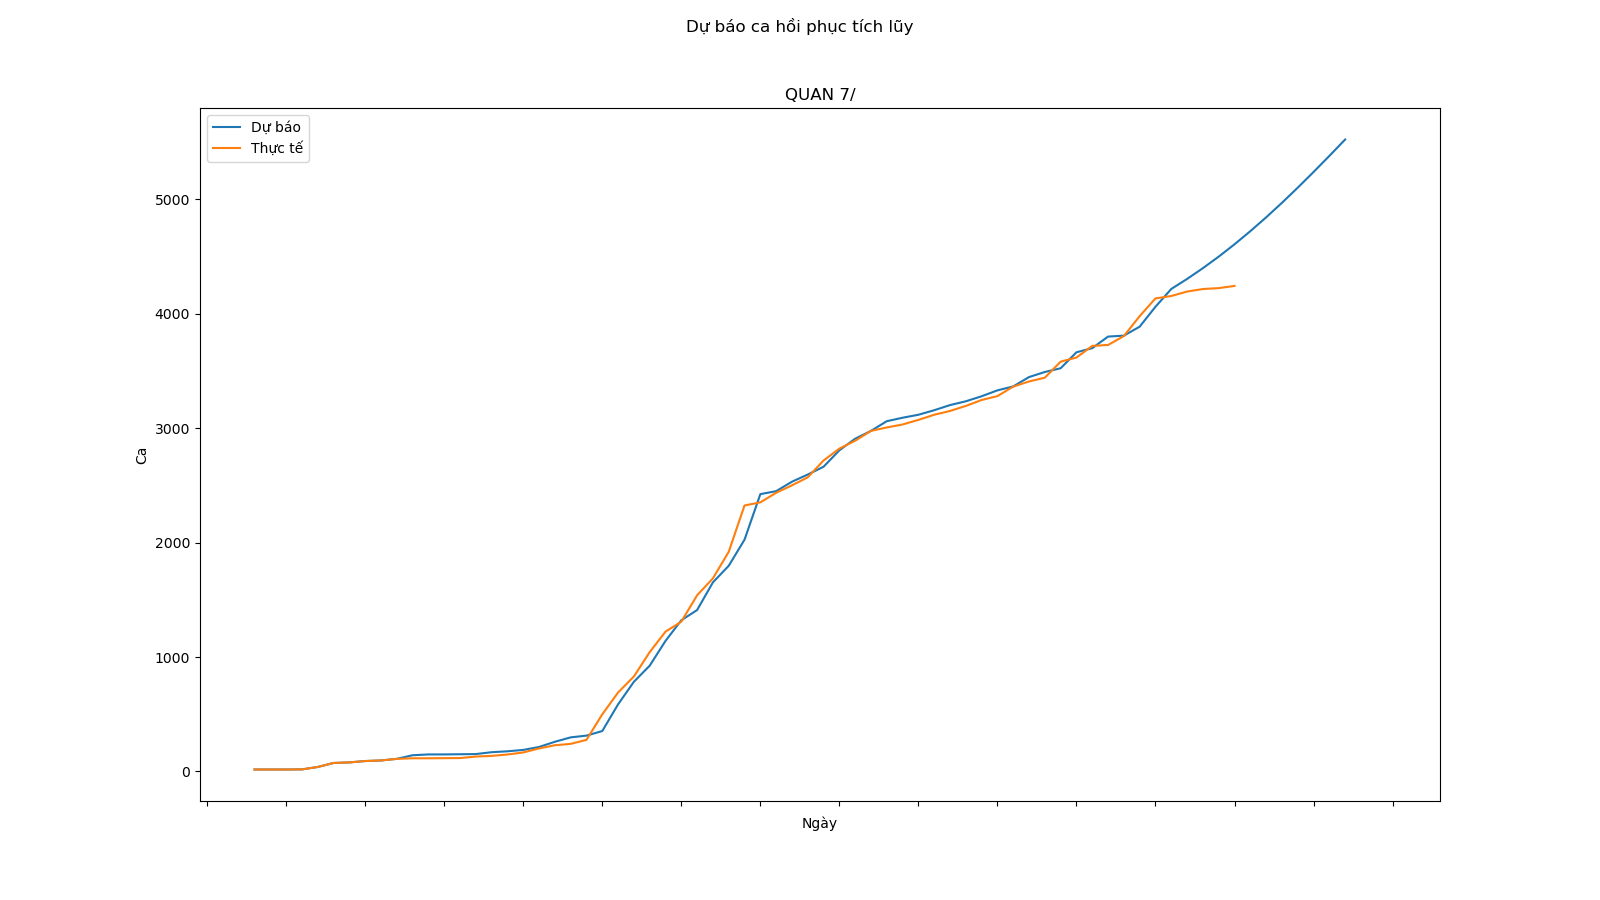 Dự báo ca hồi phục tích lũy
QUAN 7/
Dự báo
Thực tế
5000
4000
3000
2000
1000
0
Ca
Ngày